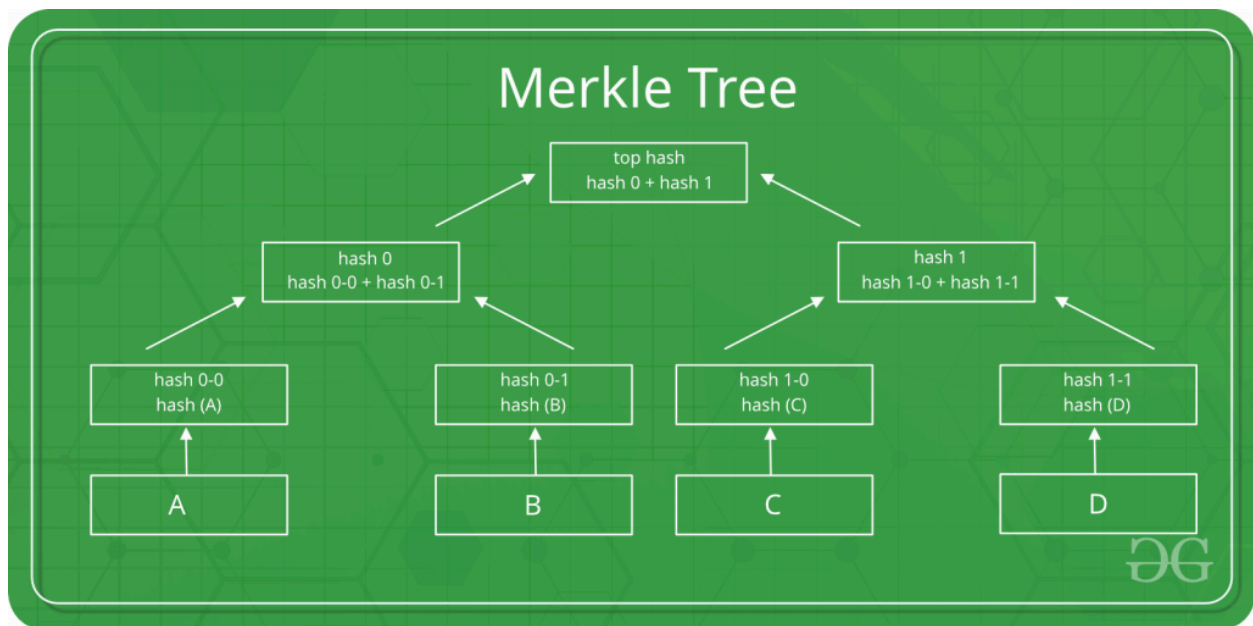 Merkle Tree
top hash
hash 0 + hash 1
hash 0
hash 0-0 + hash 0-1
hash 1
hash 1-0 + hash 1-1
hash 0-0
hash (A)
hash 0-1
hash (B)
hash 1-0
hash (C)
hash 1-1
hash (D)
A
B
C
D